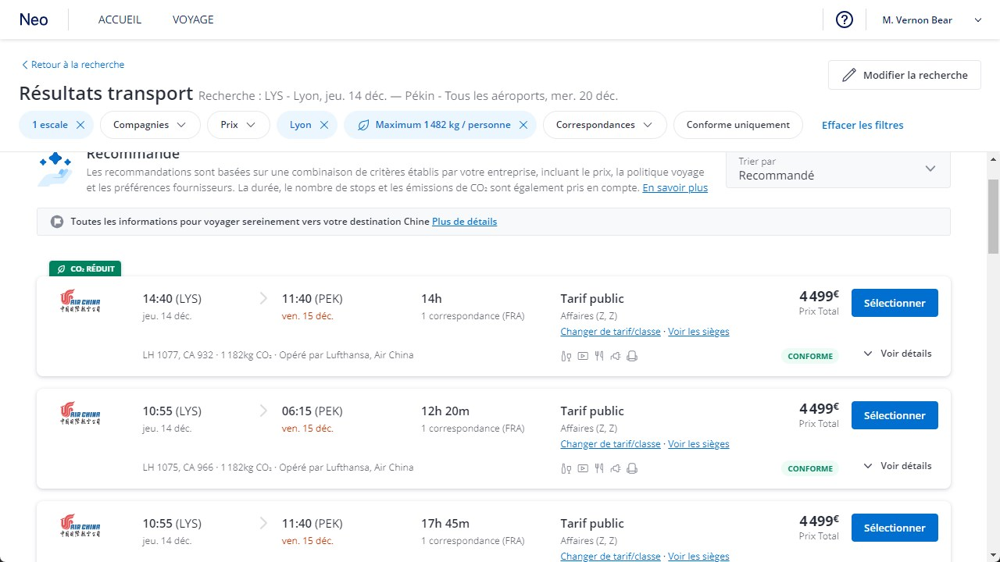 Neo
ACCUEIL
VOYAGE
M. Vernon Bear
Retour à la recherche
Modifier la recherche
Résultats transport
Recherche : LYS - Lyon, jeu. 14 déc. — Pékin - Tous les aéroports, mer. 20 déc.
1 escale
Compagnies
Prix
Lyon
Maximum 1 482 kg / personne
Correspondances
Conforme uniquement
Effacer les filtres
Recommandé
Les recommandations sont basées sur une combinaison de critères établis par votre entreprise, incluant le prix, la politique voyage
et les préférences fournisseurs. La durée, le nombre de stops et les émissions de CO₂ sont également pris en compte. En savoir plus
Trier par
Recommandé
Toutes les informations pour voyager sereinement vers votre destination Chine Plus de détails
CO₂ RÉDUIT
AIR CHINA
中国国际航空公司
14:40 (LYS)
jeu. 14 déc.
11:40 (PEK)
ven. 15 déc.
14h
1 correspondance (FRA)
Tarif public
Affaires (Z, Z)
Changer de tarif/classe · Voir les sièges
4 499€
Prix Total
Sélectionner
LH 1077, CA 932 · 1 182kg CO₂ · Opéré par Lufthansa, Air China
CONFORME
Voir détails
AIR CHINA
中国国际航空公司
10:55 (LYS)
jeu. 14 déc.
06:15 (PEK)
ven. 15 déc.
12h 20m
1 correspondance (FRA)
Tarif public
Affaires (Z, Z)
Changer de tarif/classe · Voir les sièges
4 499€
Prix Total
Sélectionner
LH 1075, CA 966 · 1 182kg CO₂ · Opéré par Lufthansa, Air China
CONFORME
Voir détails
AIR CHINA
中国国际航空公司
10:55 (LYS)
jeu. 14 déc.
11:40 (PEK)
ven. 15 déc.
17h 45m
1 correspondance (FRA)
Tarif public
Affaires (Z, Z)
Changer de tarif/classe · Voir les sièges
4 499€
Prix Total
Sélectionner